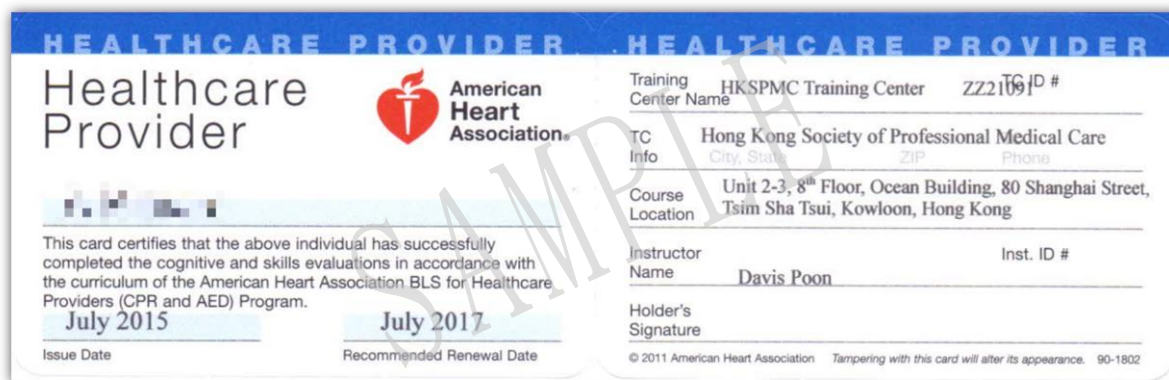 HEALTHCARE PROVIDER
Healthcare
Provider
American
Heart
Association®
This card certifies that the above individual has successfully
completed the cognitive and skills evaluations in accordance with
the curriculum of the American Heart Association BLS for Healthcare
Providers (CPR and AED) Program.
July 2015
July 2017
Issue Date
Recommended Renewal Date
HEALTHCARE PROVIDER
Training
Center Name
HKSPMC Training Center
ZZ21091
TC ID #
TC
Info
Hong Kong Society of Professional Medical Care
City, State
ZIP
Phone
Course
Location
Unit 2-3, 8th Floor, Ocean Building, 80 Shanghai Street,
Tsim Sha Tsui, Kowloon, Hong Kong
Instructor
Name
Inst. ID #
Davis Poon
Holder's
Signature
© 2011 American Heart Association Tampering with this card will alter its appearance. 90-1802
SAMPLE